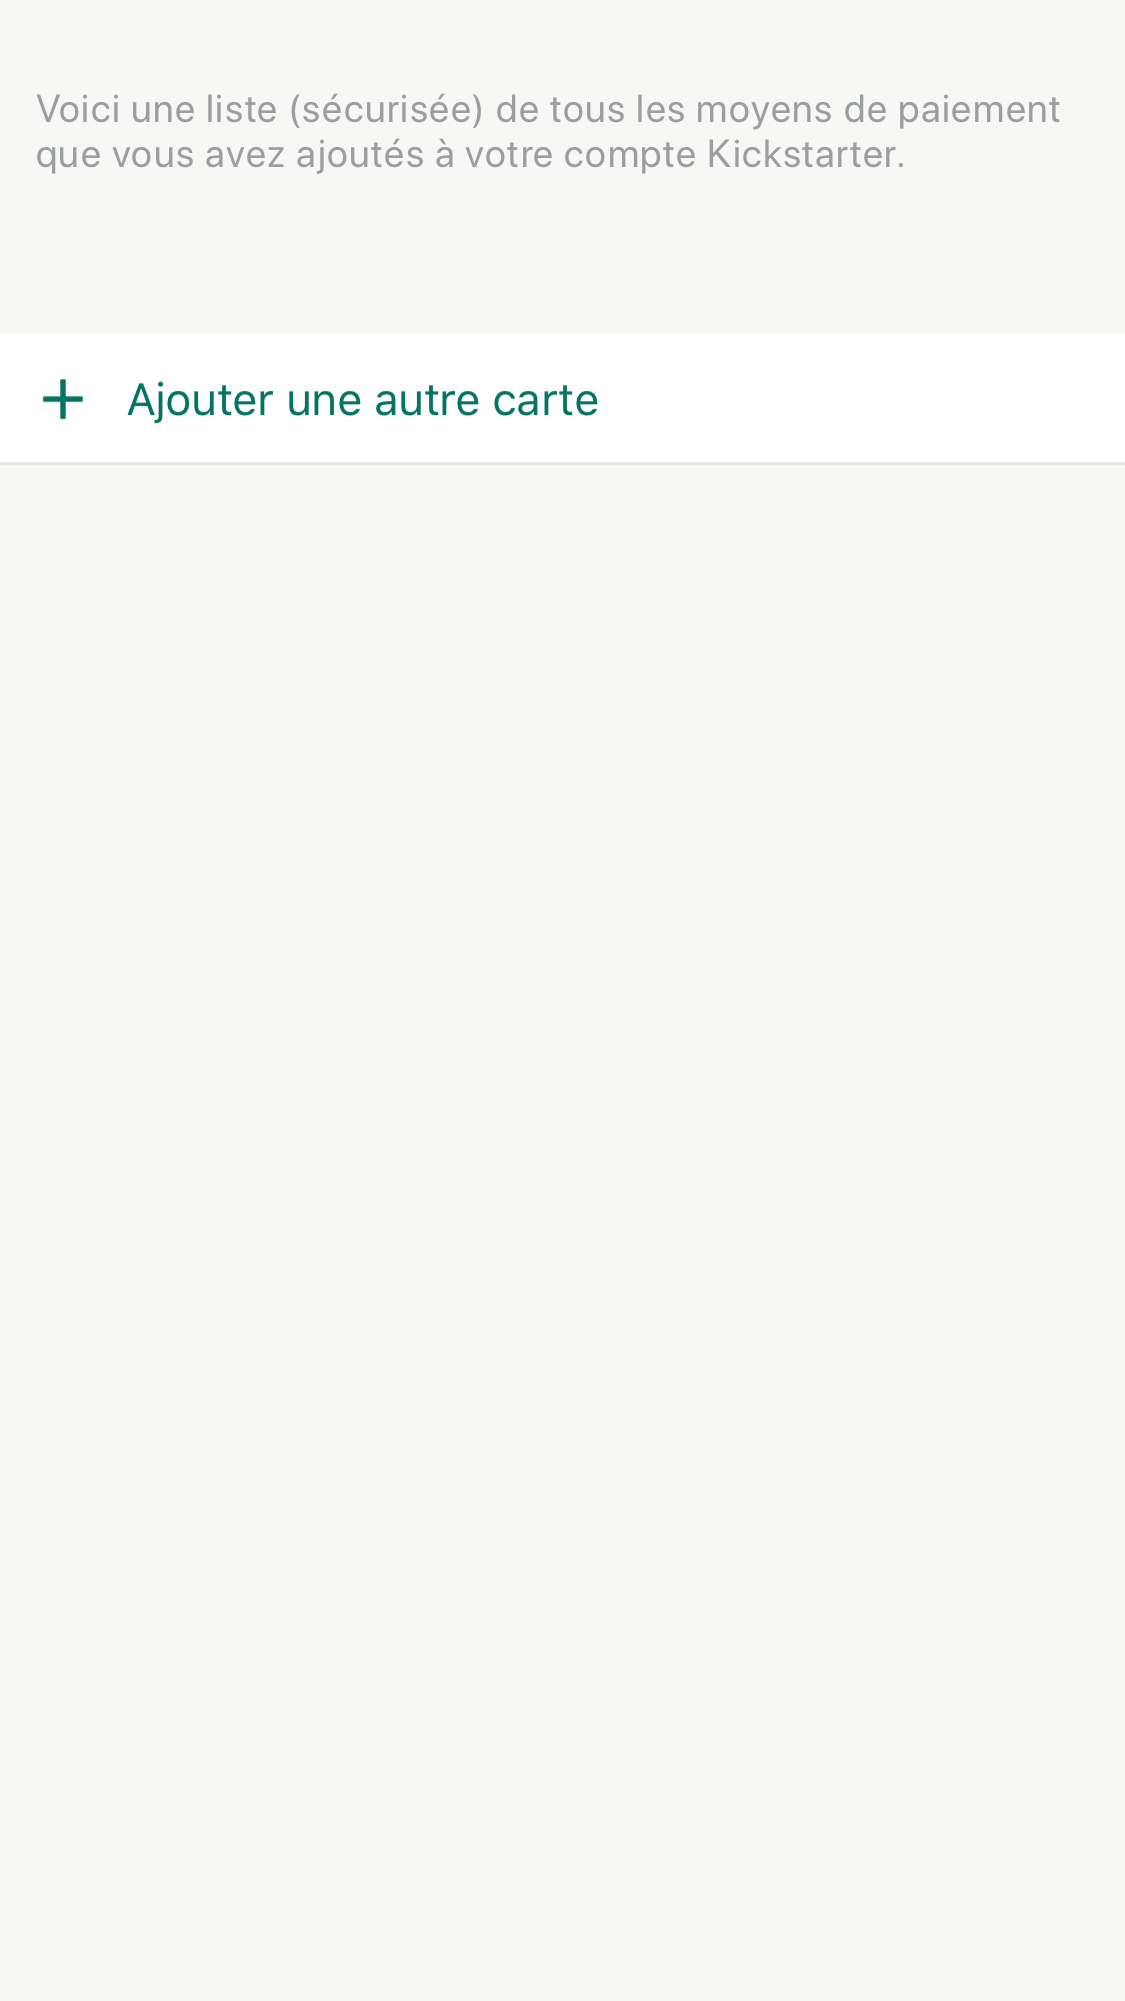 Voici une liste (sécurisée) de tous les moyens de paiement
que vous avez ajoutés à votre compte Kickstarter.
Ajouter une autre carte